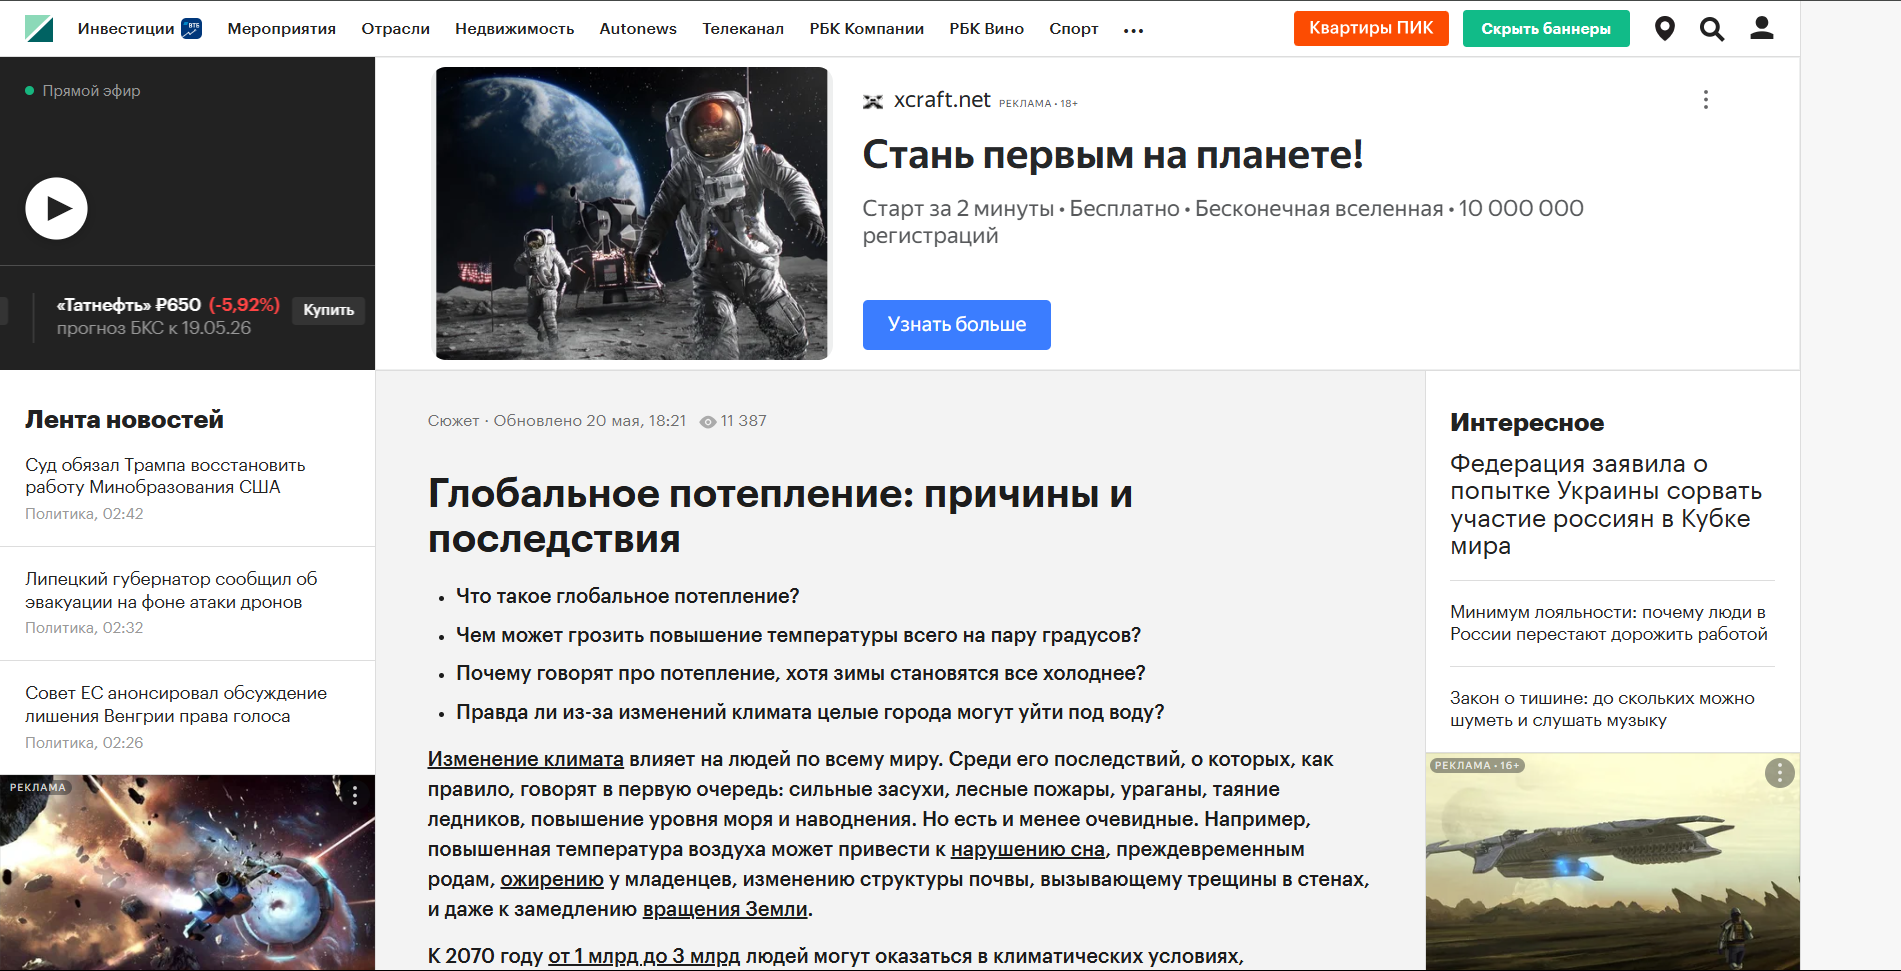 Инвестиции ВТБ Мероприятия Отрасли Недвижимость Autonews Телеканал РБК Компании РБК Вино Спорт ••• Квартиры ПИК Скрыть баннеры
Прямой эфир
«Татнефть» ₽650 (-5,92%) Купить
прогноз БКС к 19.05.26
xcraft.net РЕКЛАМА • 18+
Стань первым на планете!
Старт за 2 минуты • Бесплатно • Бесконечная вселенная • 10 000 000
регистраций
Узнать больше
Лента новостей
Суд обязал Трампа восстановить
работу Минобразования США
Политика, 02:42
Липецкий губернатор сообщил об
эвакуации на фоне атаки дронов
Политика, 02:32
Совет ЕС анонсировал обсуждение
лишения Венгрии права голоса
Политика, 02:26
РЕКЛАМА
Сюжет · Обновлено 20 мая, 18:21 11 387
Глобальное потепление: причины и
последствия
• Что такое глобальное потепление?
• Чем может грозить повышение температуры всего на пару градусов?
• Почему говорят про потепление, хотя зимы становятся все холоднее?
• Правда ли из-за изменений климата целые города могут уйти под воду?
Изменение климата влияет на людей по всему миру. Среди его последствий, о которых, как
правило, говорят в первую очередь: сильные засухи, лесные пожары, ураганы, таяние
ледников, повышение уровня моря и наводнения. Но есть и менее очевидные. Например,
повышенная температура воздуха может привести к нарушению сна, преждевременным
родам, ожирению у младенцев, изменению структуры почвы, вызывающему трещины в стенах,
и даже к замедлению вращения Земли.
К 2070 году от 1 млрд до 3 млрд людей могут оказаться в климатических условиях,
Интересное
Федерация заявила о
попытке Украины сорвать
участие россиян в Кубке
мира
Минимум лояльности: почему люди в
России перестают дорожить работой
Закон о тишине: до скольких можно
шуметь и слушать музыку
РЕКЛАМА • 16+